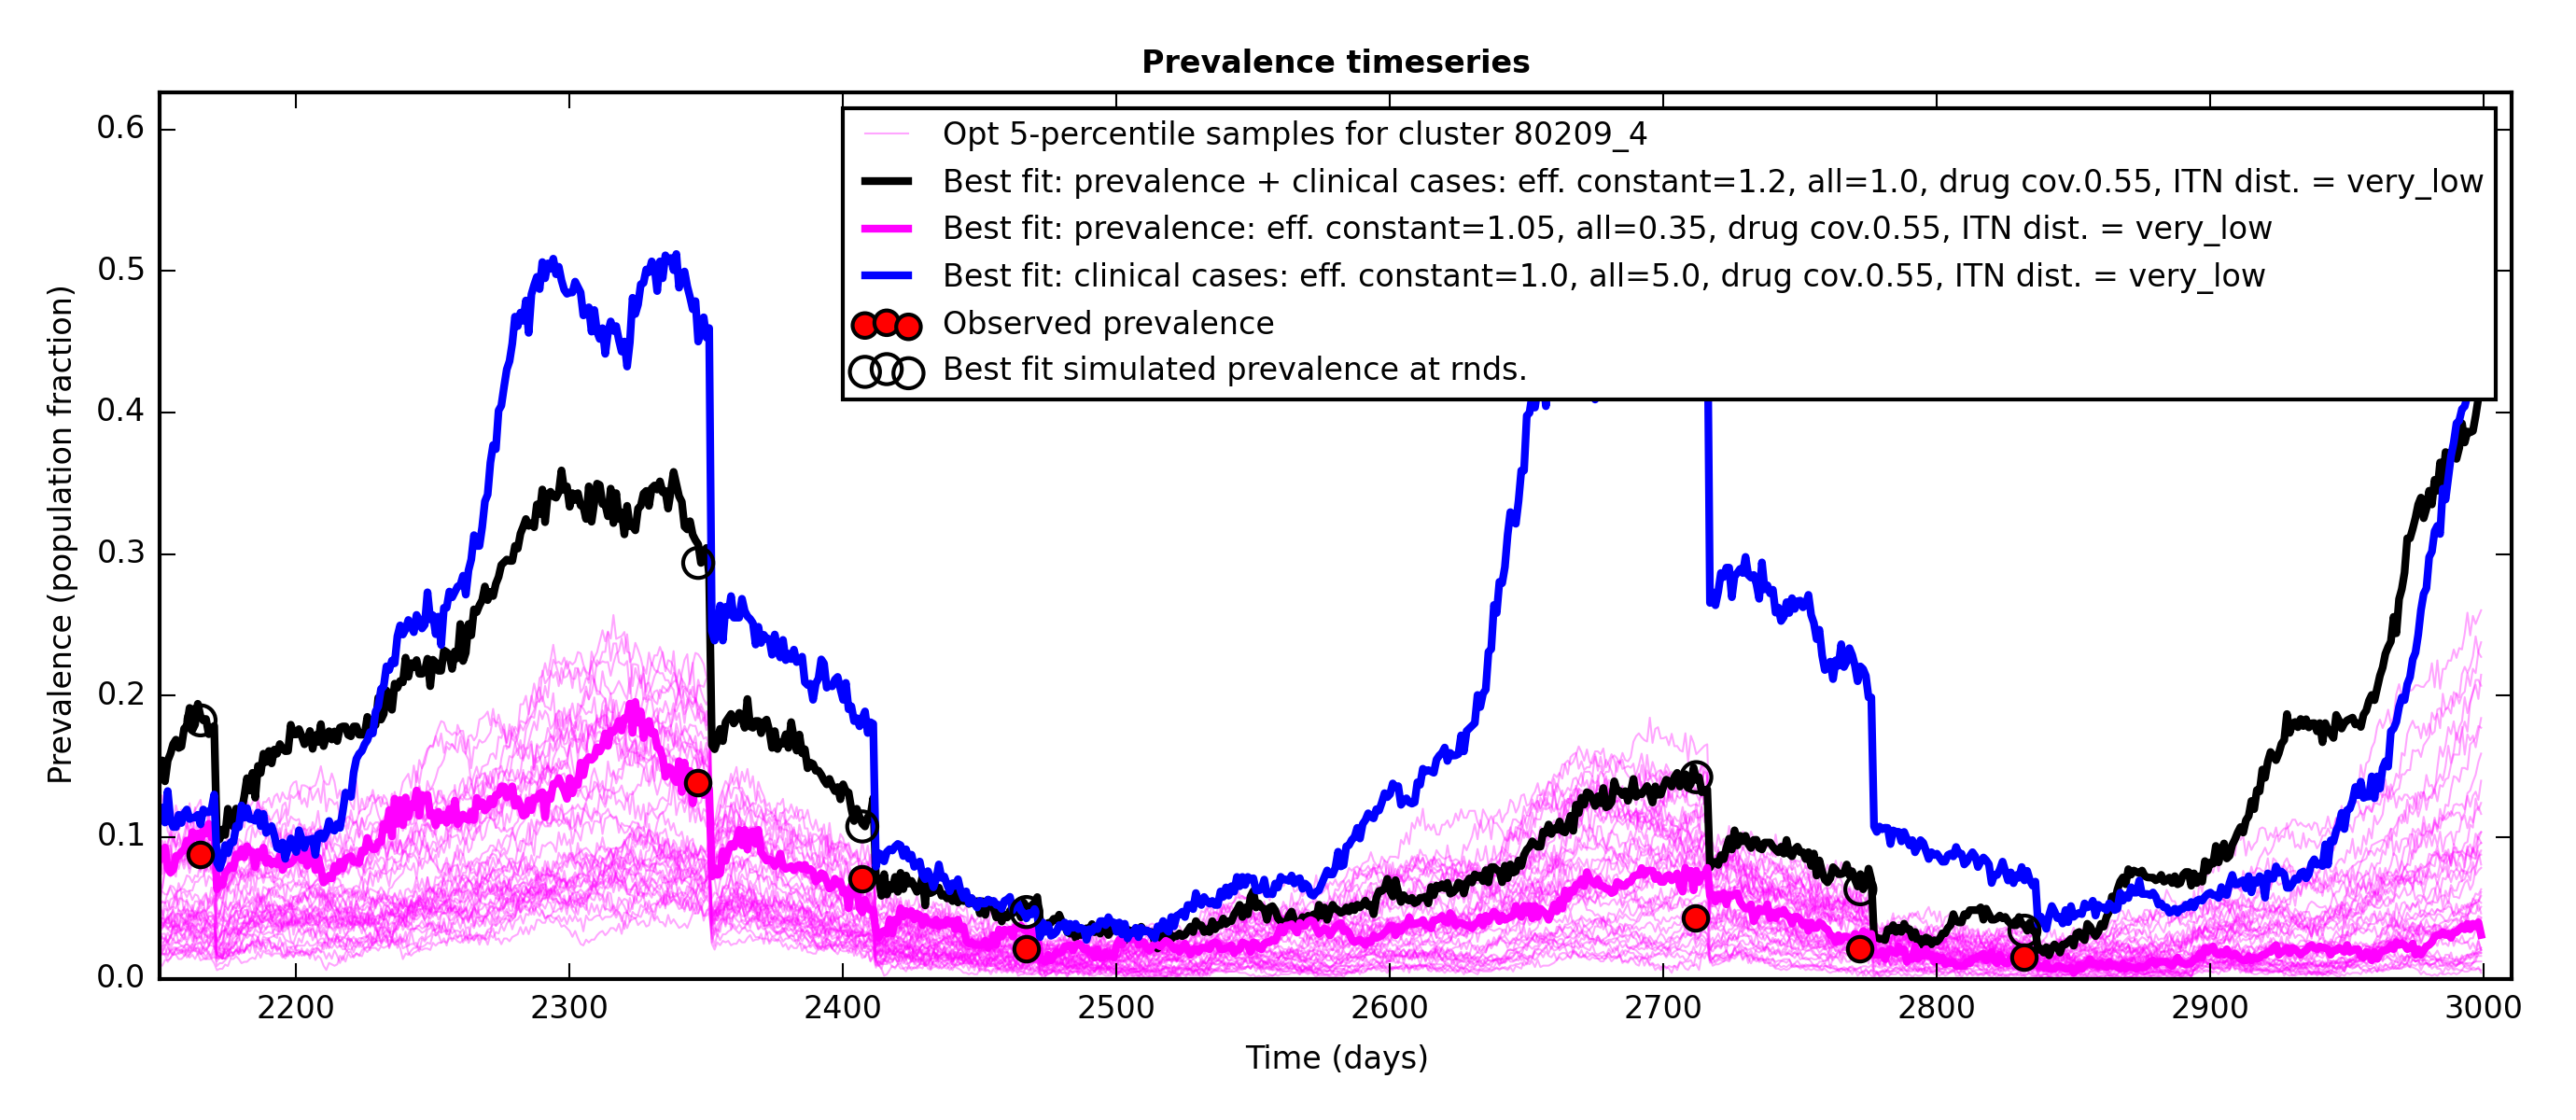 Prevalence timeseries
Opt 5-percentile samples for cluster 80209_4
Best fit: prevalence + clinical cases: eff. constant=1.2, all=1.0, drug cov.0.55, ITN dist. = very_low
Best fit: prevalence: eff. constant=1.05, all=0.35, drug cov.0.55, ITN dist. = very_low
Best fit: clinical cases: eff. constant=1.0, all=5.0, drug cov.0.55, ITN dist. = very_low
Observed prevalence
Best fit simulated prevalence at rnds.
Prevalence (population fraction)
0.6
0.5
0.4
0.3
0.2
0.1
0.0
2200 2300 2400 2500 2600 2700 2800 2900 3000
Time (days)